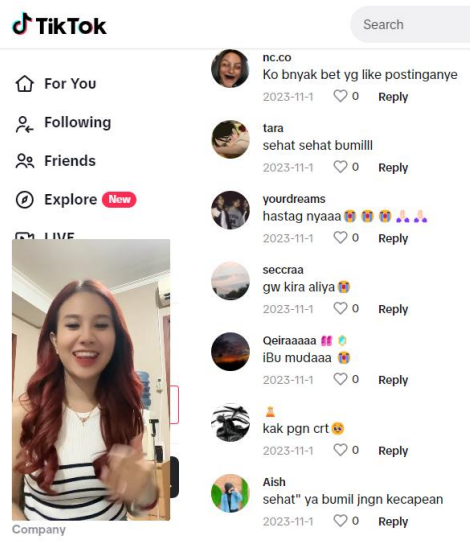 TikTok
Search
For You
Following
Friends
Explore New
LIVE
Company
nc.co
Ko bnyak bet yg like postinganye
2023-11-1 0 Reply
tara
sehat sehat bumilll
2023-11-1 0 Reply
yourdreams
hastag nyaaa😭 😭 😭🙏🏻🙏🏻
2023-11-1 0 Reply
seccraa
gw kira aliya😭
2023-11-1 0 Reply
Qeiraaaaa
iBu mudaaa 😭
2023-11-1 0 Reply
kak pgn crt🥹
2023-11-1 0 Reply
Aish
sehat" ya bumil jngn kecapean
2023-11-1 0 Reply